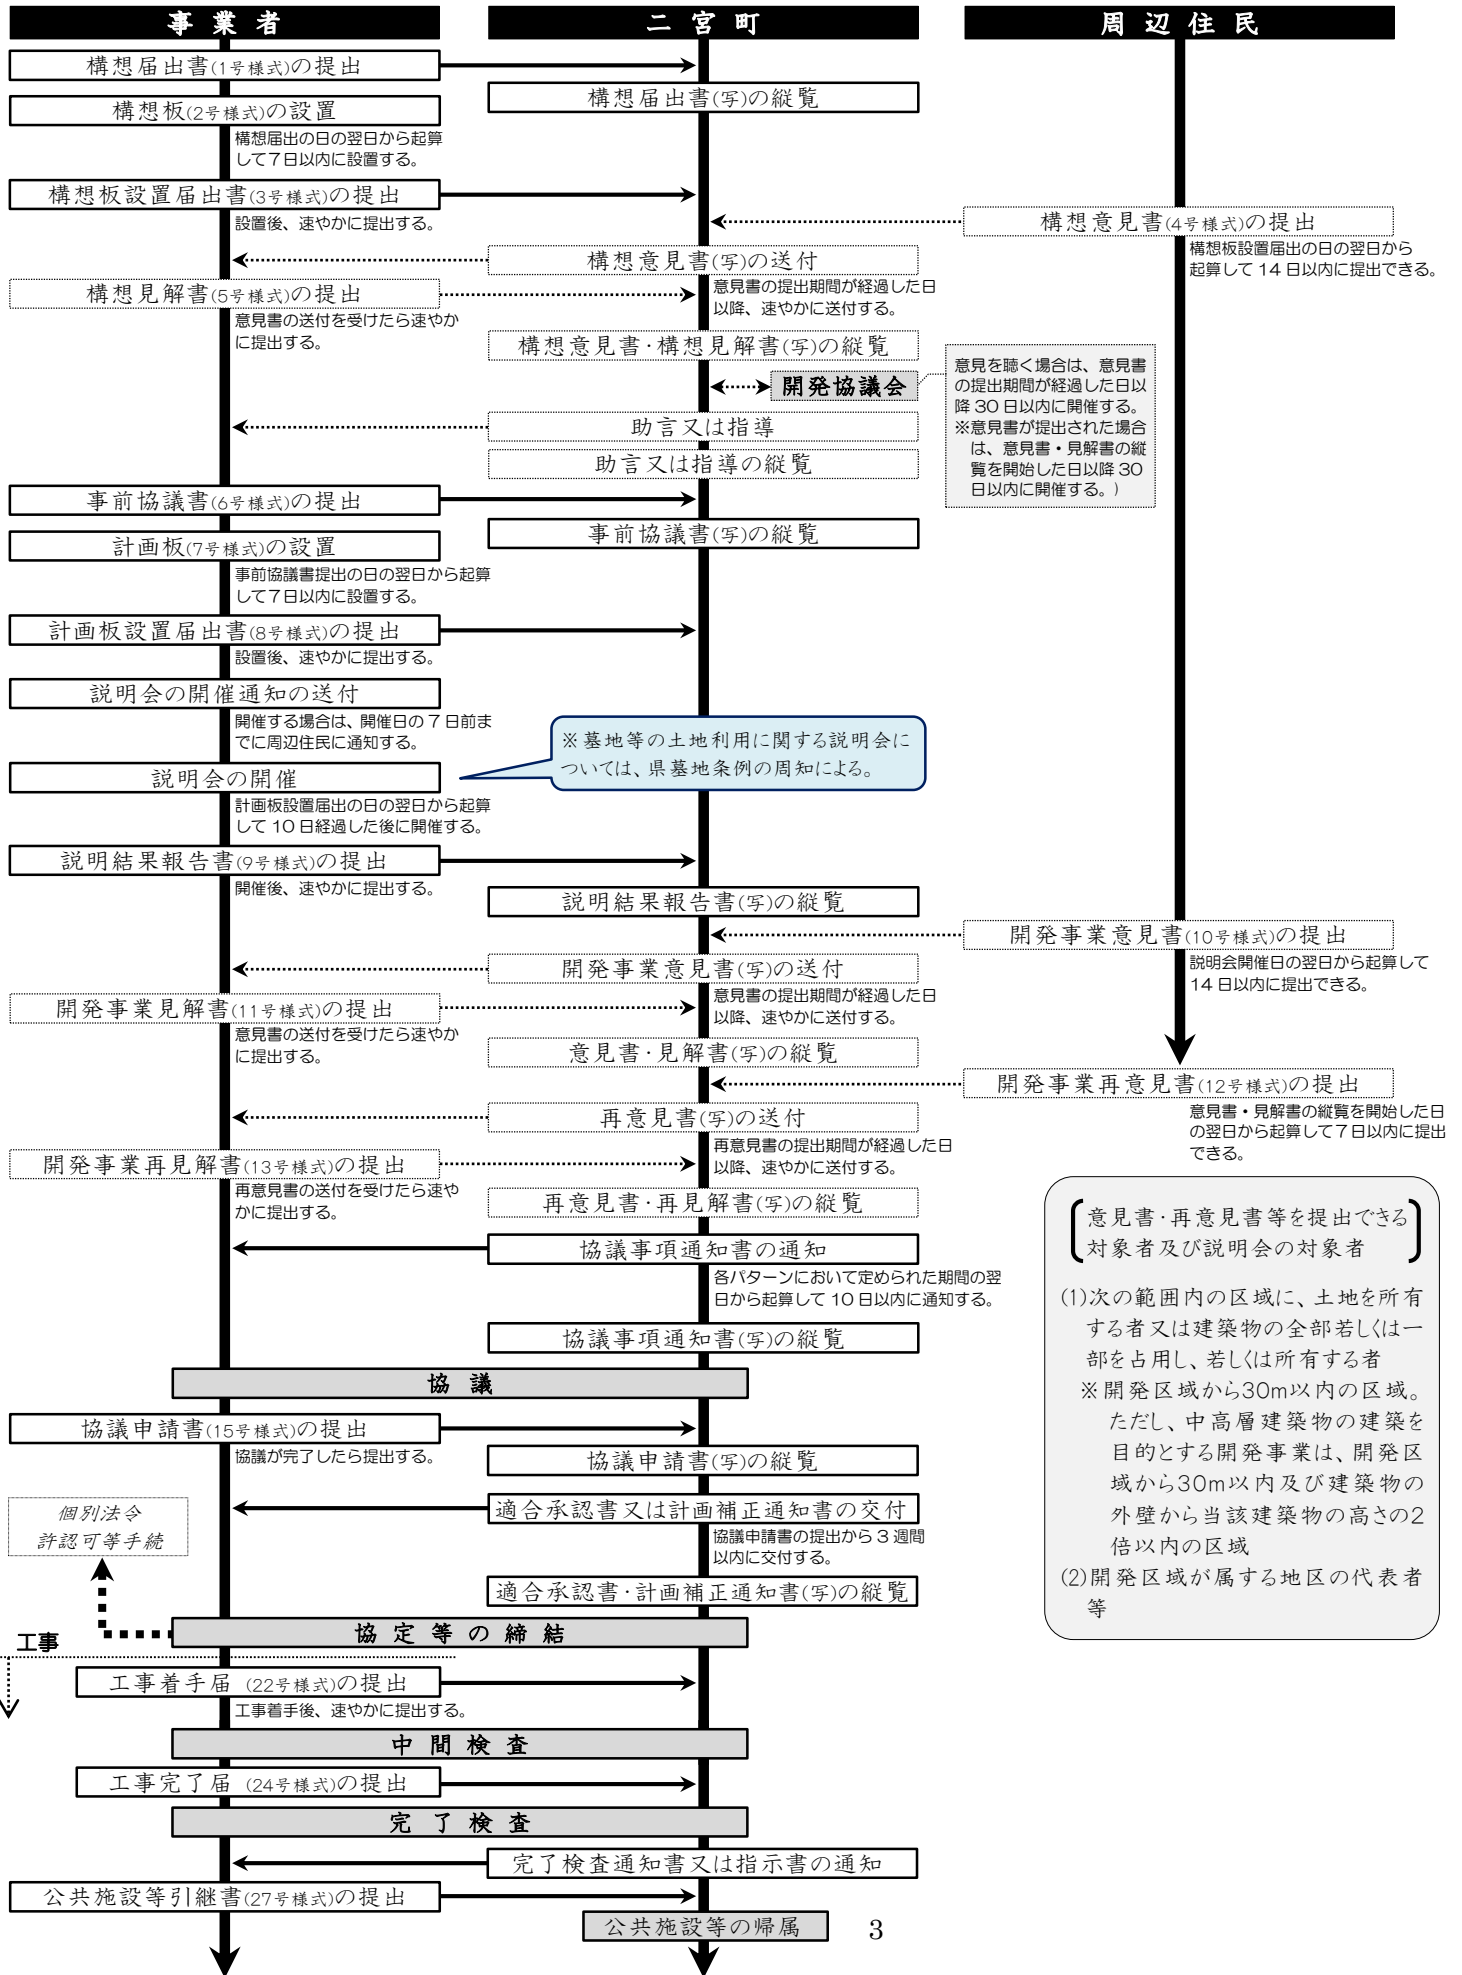 事業者
二宮町
周辺住民
構想届出書(1号様式)の提出
構想届出書(写)の縦覧
構想板(2号様式)の設置
構想届出の日の翌日から起算
して7日以内に設置する。
構想板設置届出書(3号様式)の提出
設置後、速やかに提出する。
構想意見書(4号様式)の提出
構想板設置届出の日の翌日から
起算して 14 日以内に提出できる。
構想意見書(写)の送付
意見書の提出期間が経過した日
以降、速やかに送付する。
構想見解書(5号様式)の提出
意見書の送付を受けたら速やか
に提出する。
構想意見書・構想見解書(写)の縦覧
開発協議会
意見を聴く場合は、意見書
の提出期間が経過した日以
降 30 日以内に開催する。
※意見書が提出された場合
は、意見書・見解書の縦
覧を開始した日以降 30
日以内に開催する。)
助言又は指導
助言又は指導の縦覧
事前協議書(6号様式)の提出
事前協議書(写)の縦覧
計画板(7号様式)の設置
事前協議書提出の日の翌日から起算
して7日以内に設置する。
計画板設置届出書(8号様式)の提出
設置後、速やかに提出する。
説明会の開催通知の送付
開催する場合は、開催日の 7 日前ま
でに周辺住民に通知する。
※墓地等の土地利用に関する説明会に
ついては、県墓地条例の周知による。
説明会の開催
計画板設置届出の日の翌日から起算
して 10 日経過した後に開催する。
説明結果報告書(9号様式)の提出
開催後、速やかに提出する。
説明結果報告書(写)の縦覧
開発事業意見書(10号様式)の提出
説明会開催日の翌日から起算して
14 日以内に提出できる。
開発事業意見書(写)の送付
意見書の提出期間が経過した日
以降、速やかに送付する。
開発事業見解書(11号様式)の提出
意見書の送付を受けたら速やか
に提出する。
意見書・見解書(写)の縦覧
開発事業再意見書(12号様式)の提出
意見書・見解書の縦覧を開始した日
の翌日から起算して7日以内に提出
できる。
再意見書(写)の送付
再意見書の提出期間が経過した日
以降、速やかに送付する。
開発事業再見解書(13号様式)の提出
再意見書の送付を受けたら速や
かに提出する。
再意見書・再見解書(写)の縦覧
協議事項通知書の通知
各パターンにおいて定められた期間の翌
日から起算して 10 日以内に通知する。
協議事項通知書(写)の縦覧
協議
協議申請書(15号様式)の提出
協議が完了したら提出する。
協議申請書(写)の縦覧
適合承認書又は計画補正通知書の交付
協議申請書の提出から 3 週間
以内に交付する。
適合承認書・計画補正通知書(写)の縦覧
個別法令
許認可等手続
協定等の締結
工事
工事着手届 (22号様式)の提出
工事着手後、速やかに提出する。
中間検査
工事完了届 (24号様式)の提出
完了検査
完了検査通知書又は指示書の通知
公共施設等引継書(27号様式)の提出
公共施設等の帰属
意見書・再意見書等を提出できる
対象者及び説明会の対象者
(1)次の範囲内の区域に、土地を所有
する者又は建築物の全部若しくは一
部を占用し、若しくは所有する者
※開発区域から30m以内の区域。
ただし、中高層建築物の建築を
目的とする開発事業は、開発区
域から30m以内及び建築物の
外壁から当該建築物の高さの2
倍以内の区域
(2)開発区域が属する地区の代表者
等
3